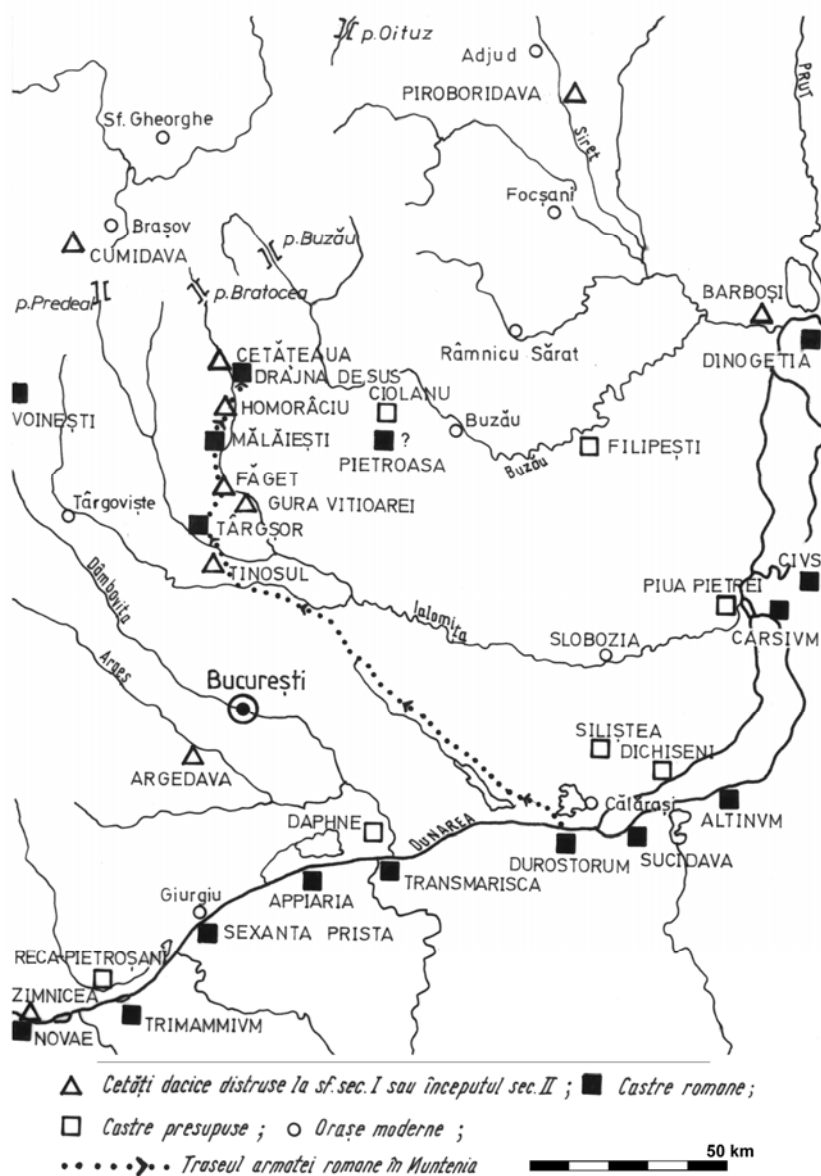 p.Oituz
Adjud
PIROBORIDAVA
PRUT
Sf. Gheorghe
Siret
Focșani
Brașov
CUMIDAVA
p.Buzău
p.Predeal
p.Bratocea
BARBOȘI
CETĂȚEAUA
Râmnicu Sărat
DINOGETIA
DRAJNA DE SUS
CIOLANU
VOINEȘTI
HOMORÂCIU
MĂLĂIEȘTI
?
Buzău
PIETROASA
FILIPEȘTI
Buzău
FĂGET
Târgoviște
GURA VITIOAREI
TÂRGȘOR
TINOSUL
CIVS
Dâmbovița
PIUA PIETREI
Ialomița
CARSIVM
SLOBOZIA
Argeș
București
SILIȘTEA
DICHISENI
ARGEDAVA
Călărași
ALTINVM
DAPHNE
DUNAREA
SUCIDAVA
DUROSTORUM
TRANSMARISCA
APPIARIA
Giurgiu
SEXANTA PRISTA
RECA-PIETROȘANI
ZIMNICEA
TRIMAMMIVM
NOVAE
Cetăți dacice distruse la sf. sec. I sau începutul sec. II ; Castre romane ;
Castre presupuse ; Orașe moderne ;
Traseul armatei romane în Muntenia
50 km